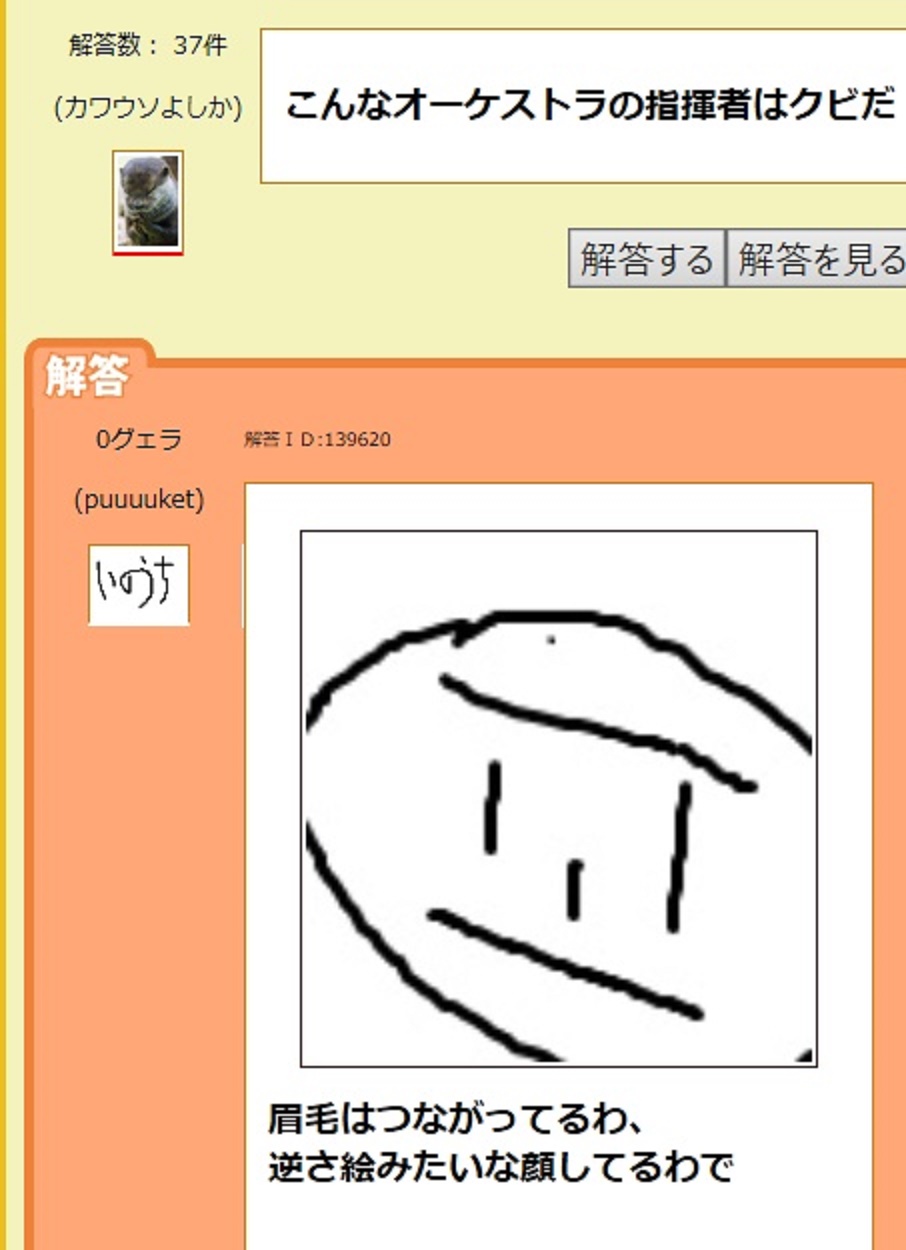 解答数： 37件
(カワウソよしか)
こんなオーケストラの指揮者はクビだ
解答する
解答を見る
解答
0グェラ
解答ＩＤ:139620
(puuuuket)
いのうち
眉毛はつながってるわ、
逆さ絵みたいな顔してるわで